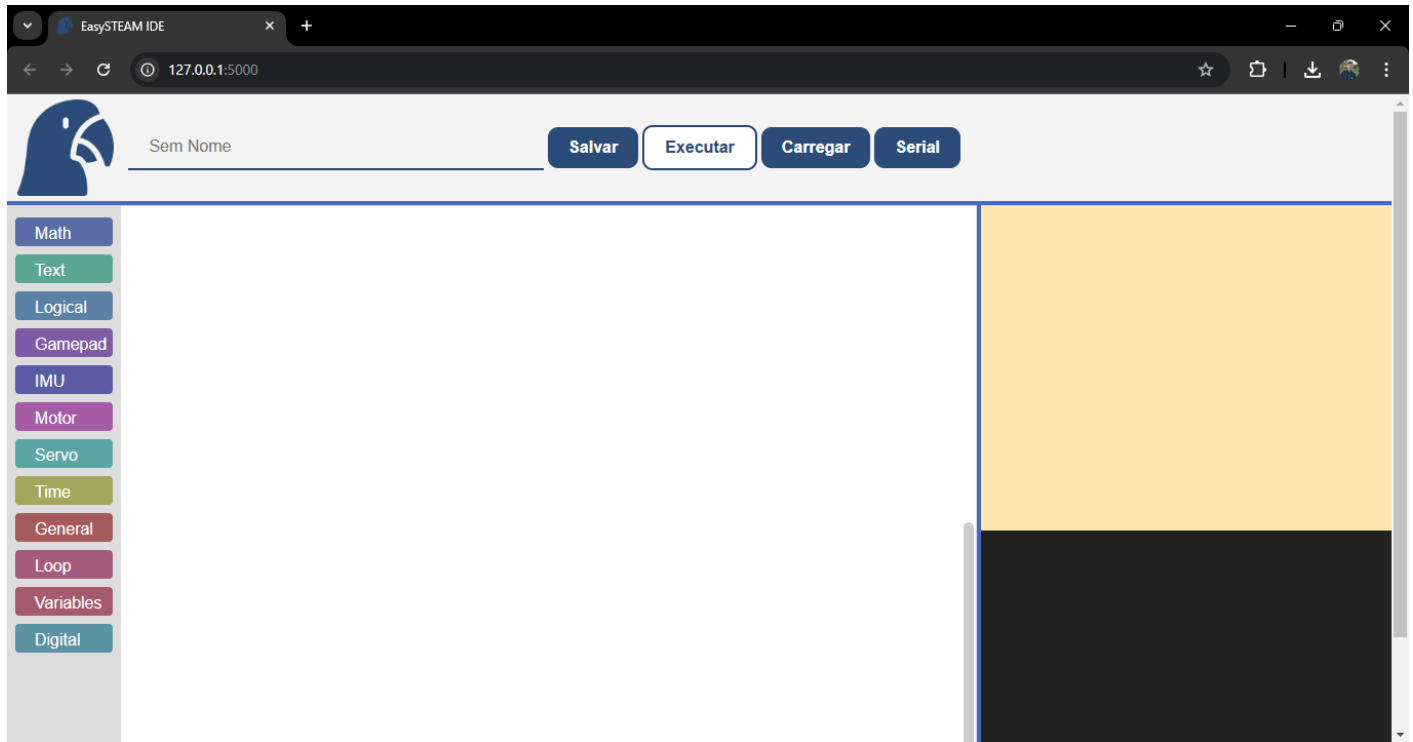 EasySTEAM IDE
127.0.0.1:5000
Sem Nome
Salvar Executar Carregar Serial
Math
Text
Logical
Gamepad
IMU
Motor
Servo
Time
General
Loop
Variables
Digital